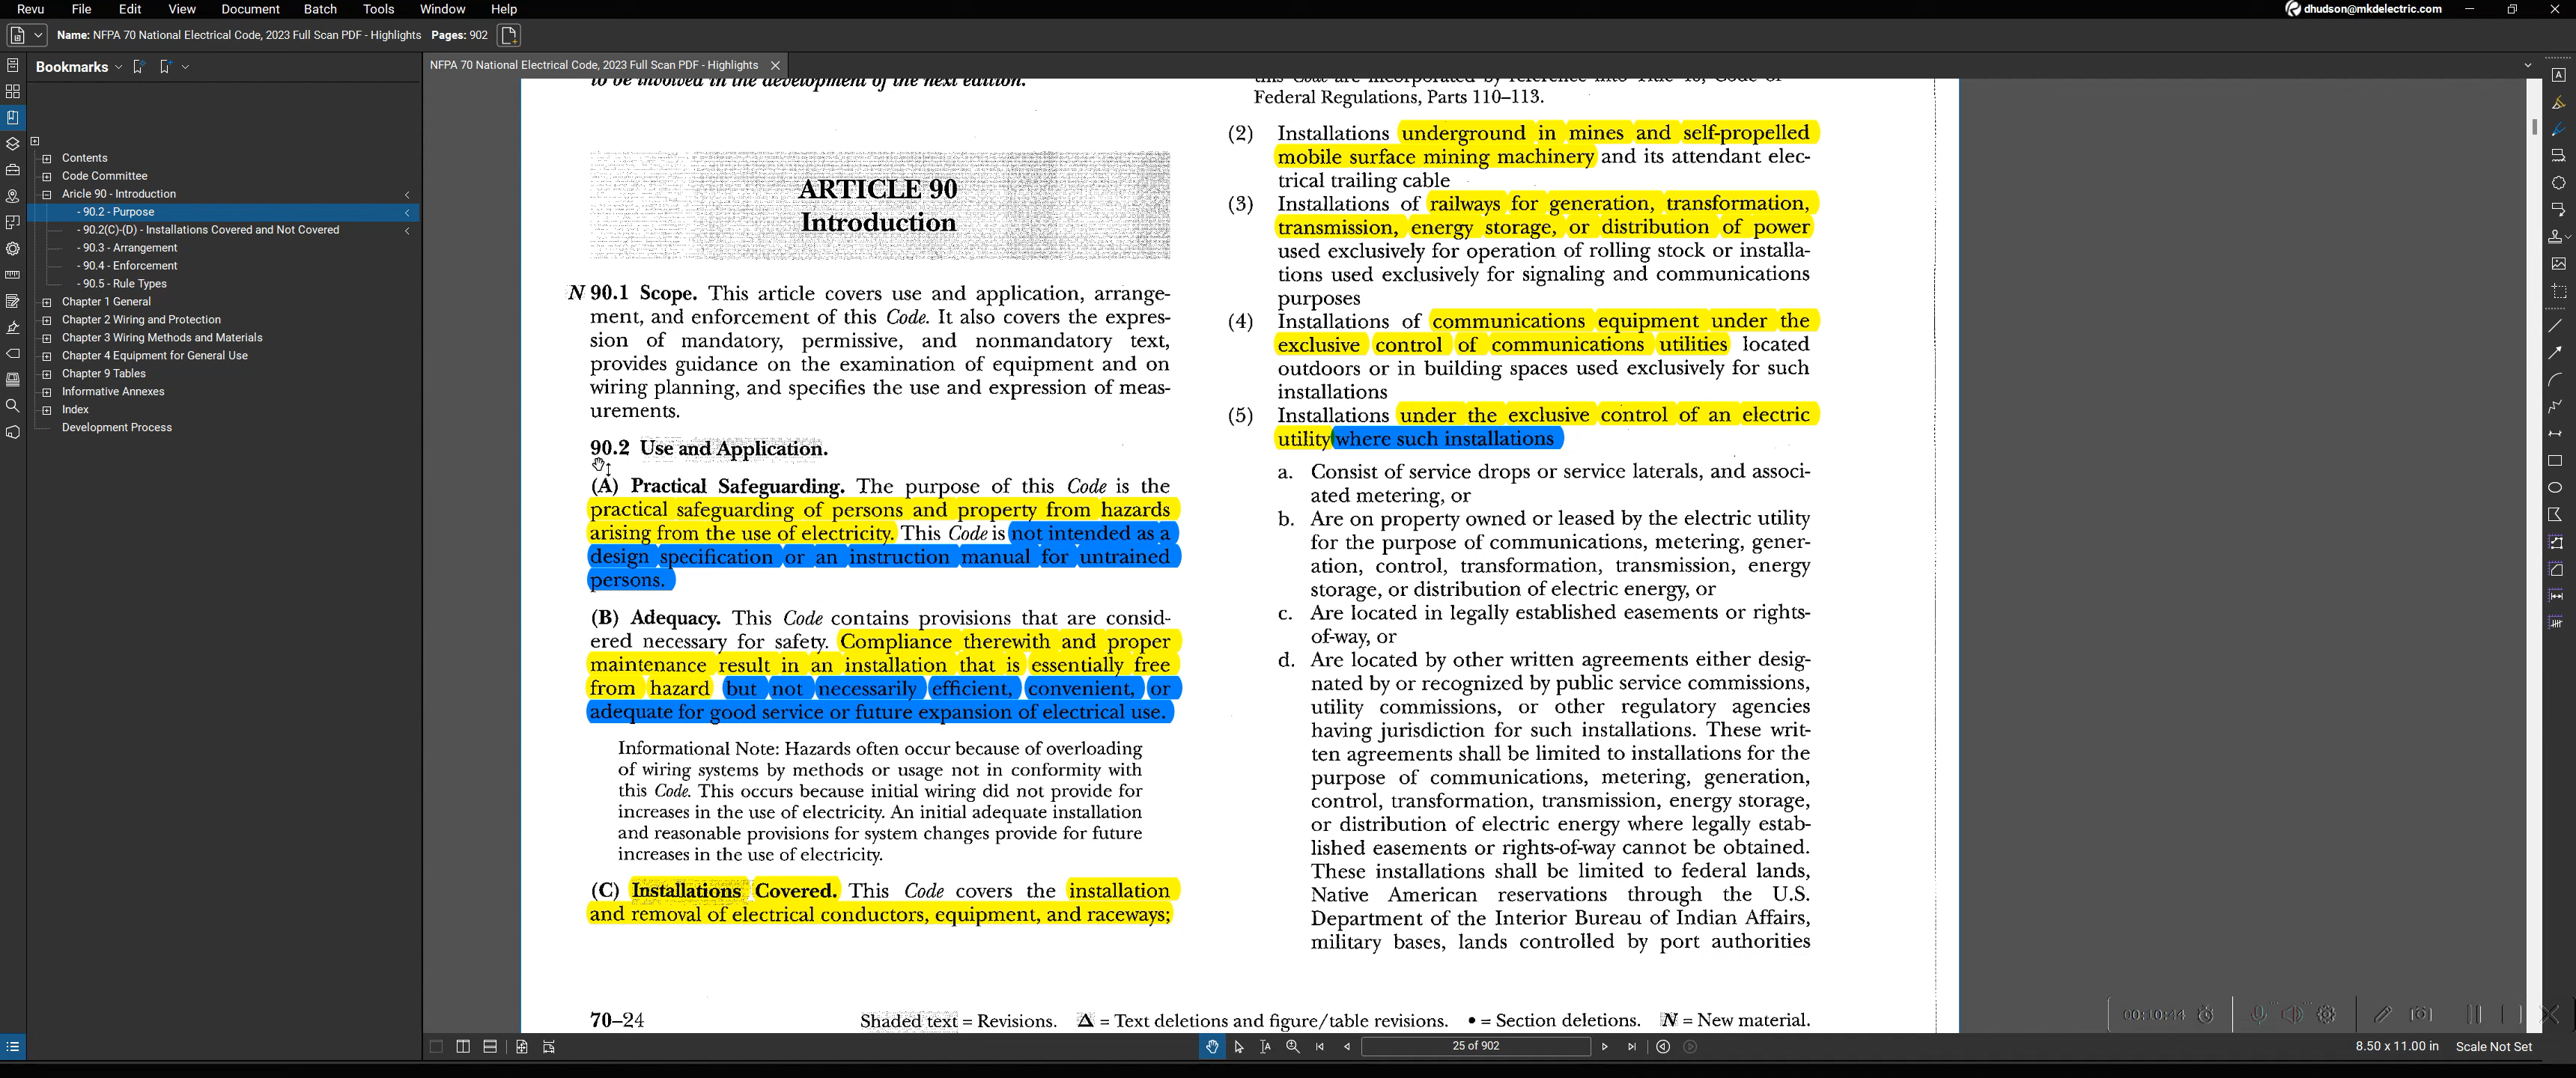 Revu File Edit View Document Batch Tools Window Help
dhudson@mkdelectric.com
Name: NFPA 70 National Electrical Code, 2023 Full Scan PDF - Highlights Pages: 902
Bookmarks
Contents
Code Committee
Aricle 90 - Introduction
- 90.2 - Purpose
- 90.2(C)-(D) - Installations Covered and Not Covered
- 90.3 - Arrangement
- 90.4 - Enforcement
- 90.5 - Rule Types
Chapter 1 General
Chapter 2 Wiring and Protection
Chapter 3 Wiring Methods and Materials
Chapter 4 Equipment for General Use
Chapter 9 Tables
Informative Annexes
Index
Development Process
NFPA 70 National Electrical Code, 2023 Full Scan PDF - Highlights
to be involved in the development of the next edition.
ARTICLE 90
Introduction
N 90.1 Scope. This article covers use and application, arrange-
ment, and enforcement of this Code. It also covers the expres-
sion of mandatory, permissive, and nonmandatory text,
provides guidance on the examination of equipment and on
wiring planning, and specifies the use and expression of meas-
urements.
90.2 Use and Application.
(A) Practical Safeguarding. The purpose of this Code is the
practical safeguarding of persons and property from hazards
arising from the use of electricity. This Code is not intended as a
design specification or an instruction manual for untrained
persons.
(B) Adequacy. This Code contains provisions that are consid-
ered necessary for safety. Compliance therewith and proper
maintenance result in an installation that is essentially free
from hazard but not necessarily efficient, convenient, or
adequate for good service or future expansion of electrical use.
Informational Note: Hazards often occur because of overloading
of wiring systems by methods or usage not in conformity with
this Code. This occurs because initial wiring did not provide for
increases in the use of electricity. An initial adequate installation
and reasonable provisions for system changes provide for future
increases in the use of electricity.
(C) Installations Covered. This Code covers the installation
and removal of electrical conductors, equipment, and raceways;
this Code are incorporated by reference into Title 46, Code of
Federal Regulations, Parts 110–113.
(2) Installations underground in mines and self-propelled
mobile surface mining machinery and its attendant elec-
trical trailing cable
(3) Installations of railways for generation, transformation,
transmission, energy storage, or distribution of power
used exclusively for operation of rolling stock or installa-
tions used exclusively for signaling and communications
purposes
(4) Installations of communications equipment under the
exclusive control of communications utilities located
outdoors or in building spaces used exclusively for such
installations
(5) Installations under the exclusive control of an electric
utility where such installations
a. Consist of service drops or service laterals, and associ-
ated metering, or
b. Are on property owned or leased by the electric utility
for the purpose of communications, metering, gener-
ation, control, transformation, transmission, energy
storage, or distribution of electric energy, or
c. Are located in legally established easements or rights-
of-way, or
d. Are located by other written agreements either desig-
nated by or recognized by public service commissions,
utility commissions, or other regulatory agencies
having jurisdiction for such installations. These writ-
ten agreements shall be limited to installations for the
purpose of communications, metering, generation,
control, transformation, transmission, energy storage,
or distribution of electric energy where legally estab-
lished easements or rights-of-way cannot be obtained.
These installations shall be limited to federal lands,
Native American reservations through the U.S.
Department of the Interior Bureau of Indian Affairs,
military bases, lands controlled by port authorities
70–24 Shaded text = Revisions. Δ = Text deletions and figure/table revisions. • = Section deletions. N = New material.
00:10:44
25 of 902
8.50 x 11.00 in Scale Not Set